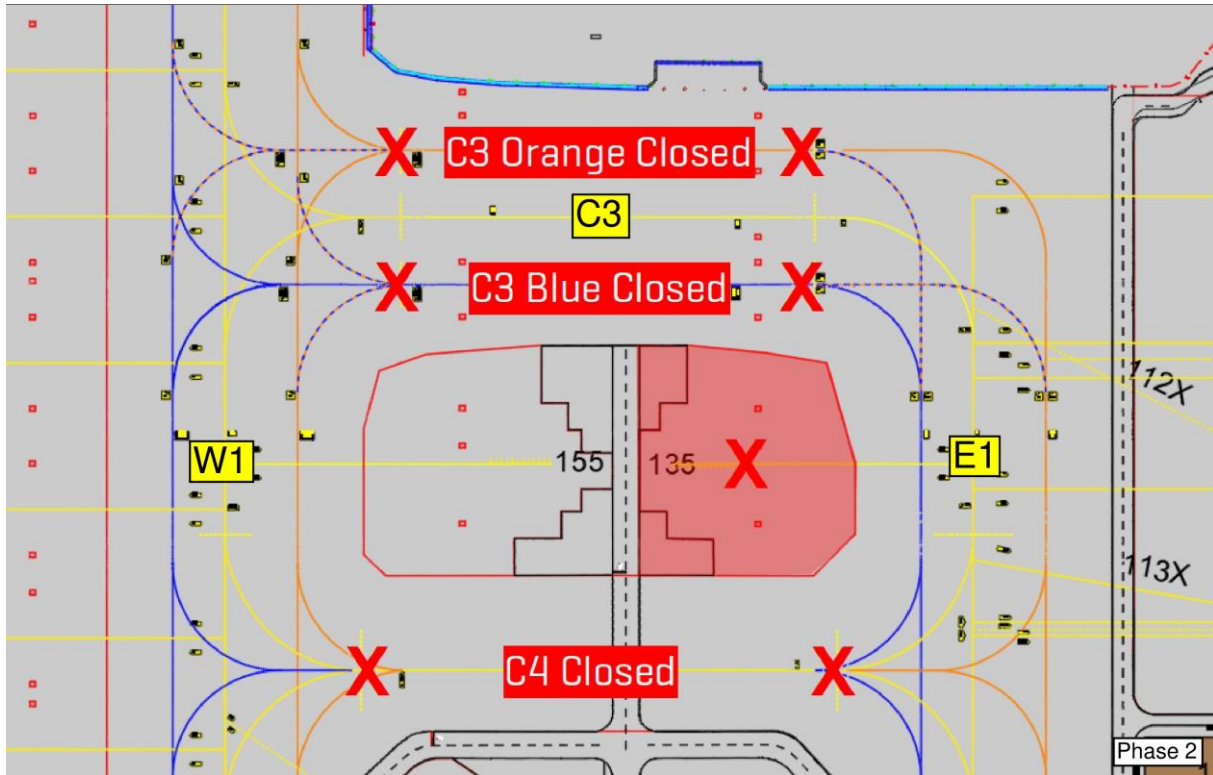 C3 Orange Closed
C3
C3 Blue Closed
112X
W1
155
135
E1
113X
C4 Closed
Phase 2